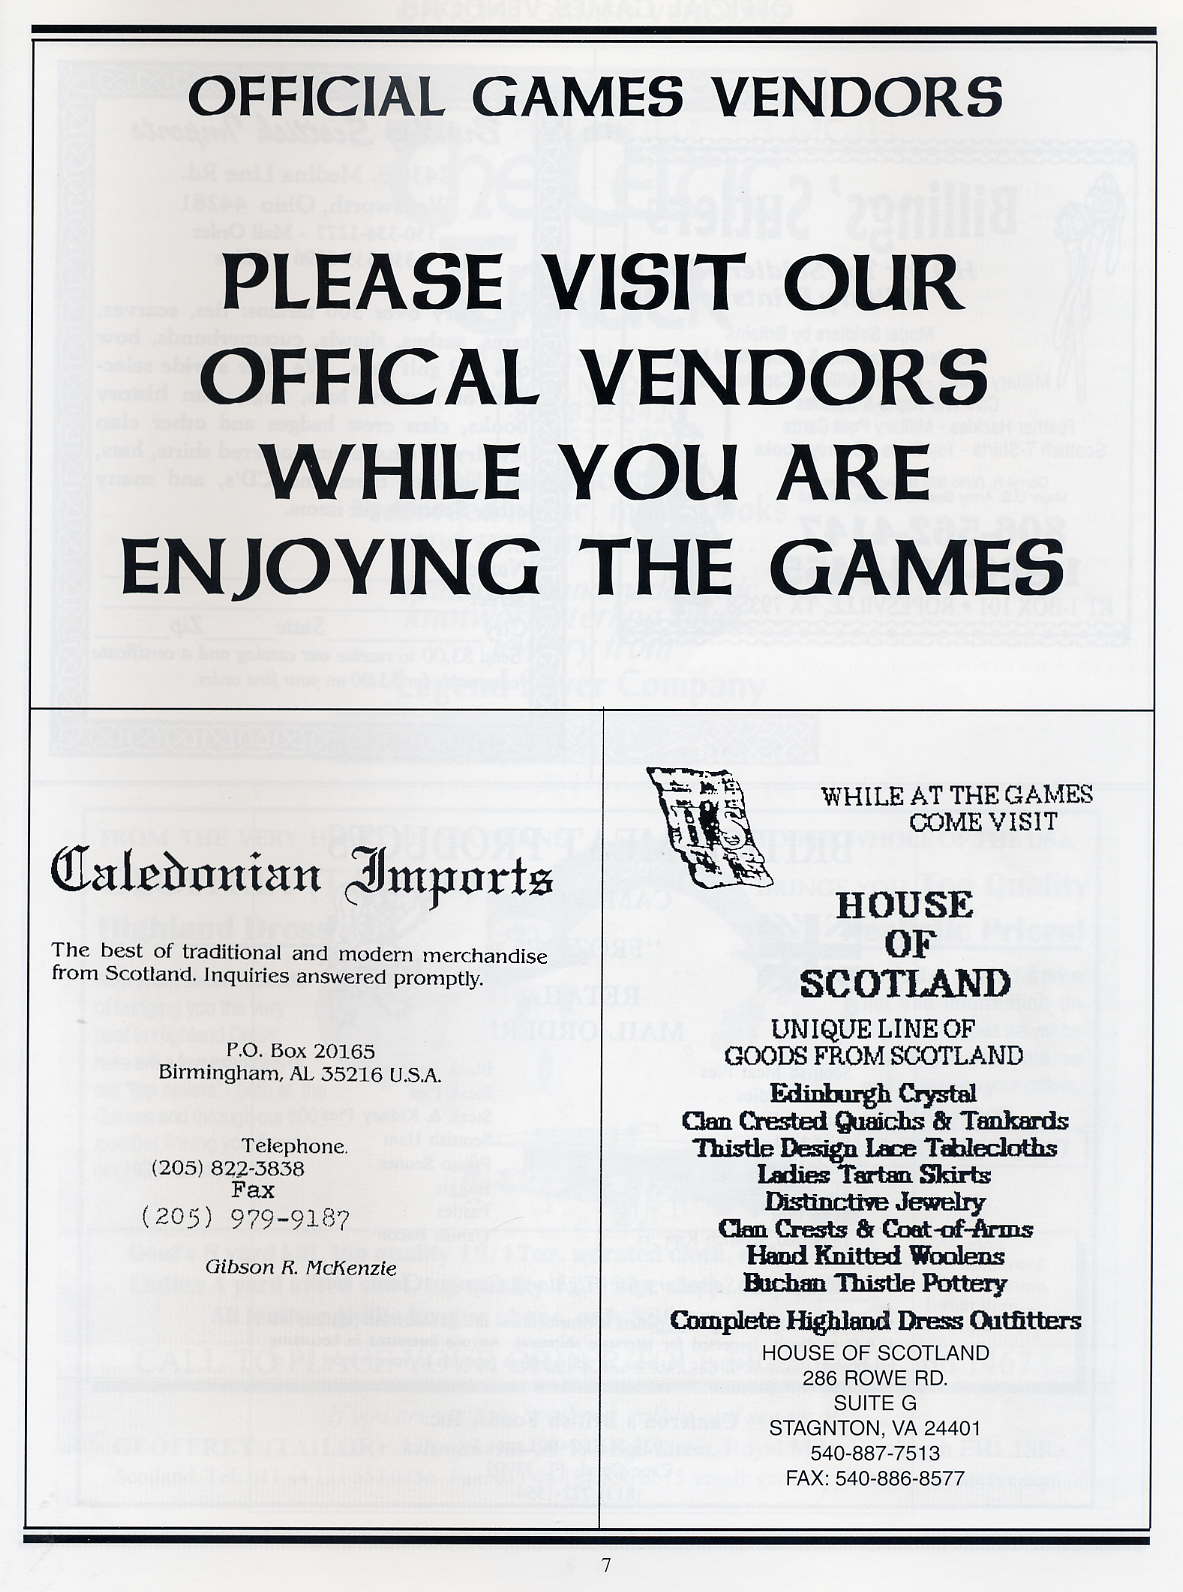 OFFICIAL GAMES VENDORS
PLEASE VISIT OUR
OFFICAL VENDORS
WHILE YOU ARE
ENJOYING THE GAMES
Caledonian Imports
The best of traditional and modern merchandise
from Scotland. Inquiries answered promptly.
P.O. Box 20165
Birmingham, AL 35216 U.S.A.
Telephone.
(205) 822-3838
Fax
(205) 979-9187
Gibson R. McKenzie
WHILE AT THE GAMES
COME VISIT
HOUSE
OF
SCOTLAND
UNIQUE LINE OF
GOODS FROM SCOTLAND
Edinburgh Crystal
Clan Crested Quaichs & Tankards
Thistle Design Lace Tablecloths
Ladies Tartan Skirts
Distinctive Jewelry
Clan Crests & Coat-of-Arms
Hand Knitted Woolens
Buchan Thistle Pottery
Complete Highland Dress Outfitters
HOUSE OF SCOTLAND
286 ROWE RD.
SUITE G
STAGNTON, VA 24401
540-887-7513
FAX: 540-886-8577
7